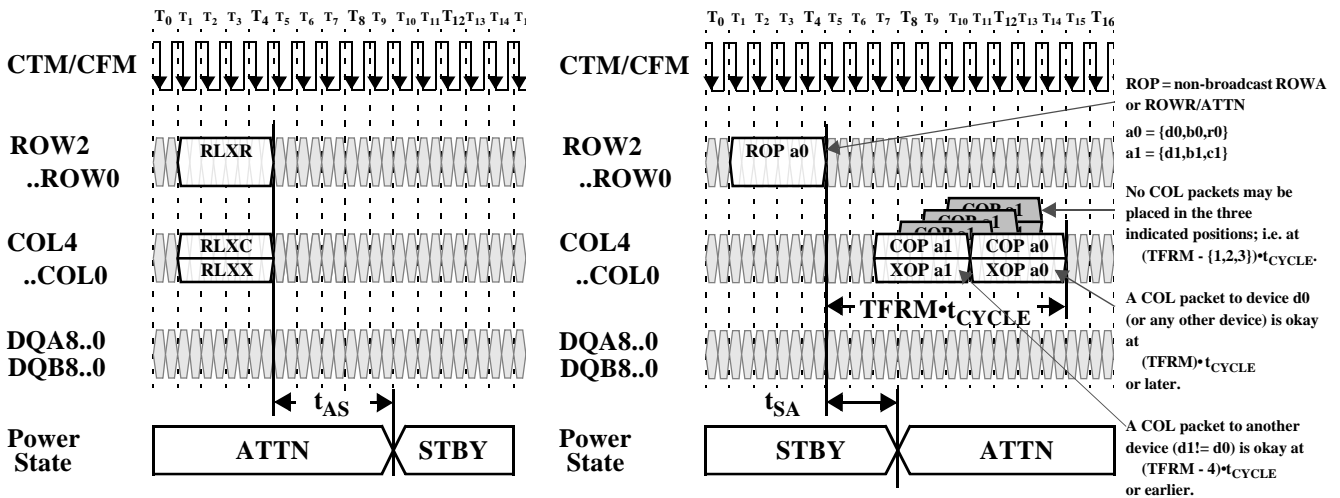 T0 T1 T2 T3 T4 T5 T6 T7 T8 T9 T10 T11 T12 T13 T14 T1
CTM/CFM
ROW2
..ROW0
RLXR
COL4
..COL0
RLXC
RLXX
DQA8..0
DQB8..0
tAS
Power
State
ATTN
STBY
T0 T1 T2 T3 T4 T5 T6 T7 T8 T9 T10 T11 T12 T13 T14 T15 T16
CTM/CFM
ROW2
..ROW0
ROP a0
COP a1
COP a1
COP a1
COL4
..COL0
COP a1
COP a0
XOP a1
XOP a0
TFRM•tCYCLE
DQA8..0
DQB8..0
tSA
Power
State
STBY
ATTN
ROP = non-broadcast ROWA
or ROWR/ATTN
a0 = {d0,b0,r0}
a1 = {d1,b1,c1}
No COL packets may be
placed in the three
indicated positions; i.e. at
(TFRM - {1,2,3})•tCYCLE.
A COL packet to device d0
(or any other device) is okay
at
(TFRM)•tCYCLE
or later.
A COL packet to another
device (d1!= d0) is okay at
(TFRM - 4)•tCYCLE
or earlier.